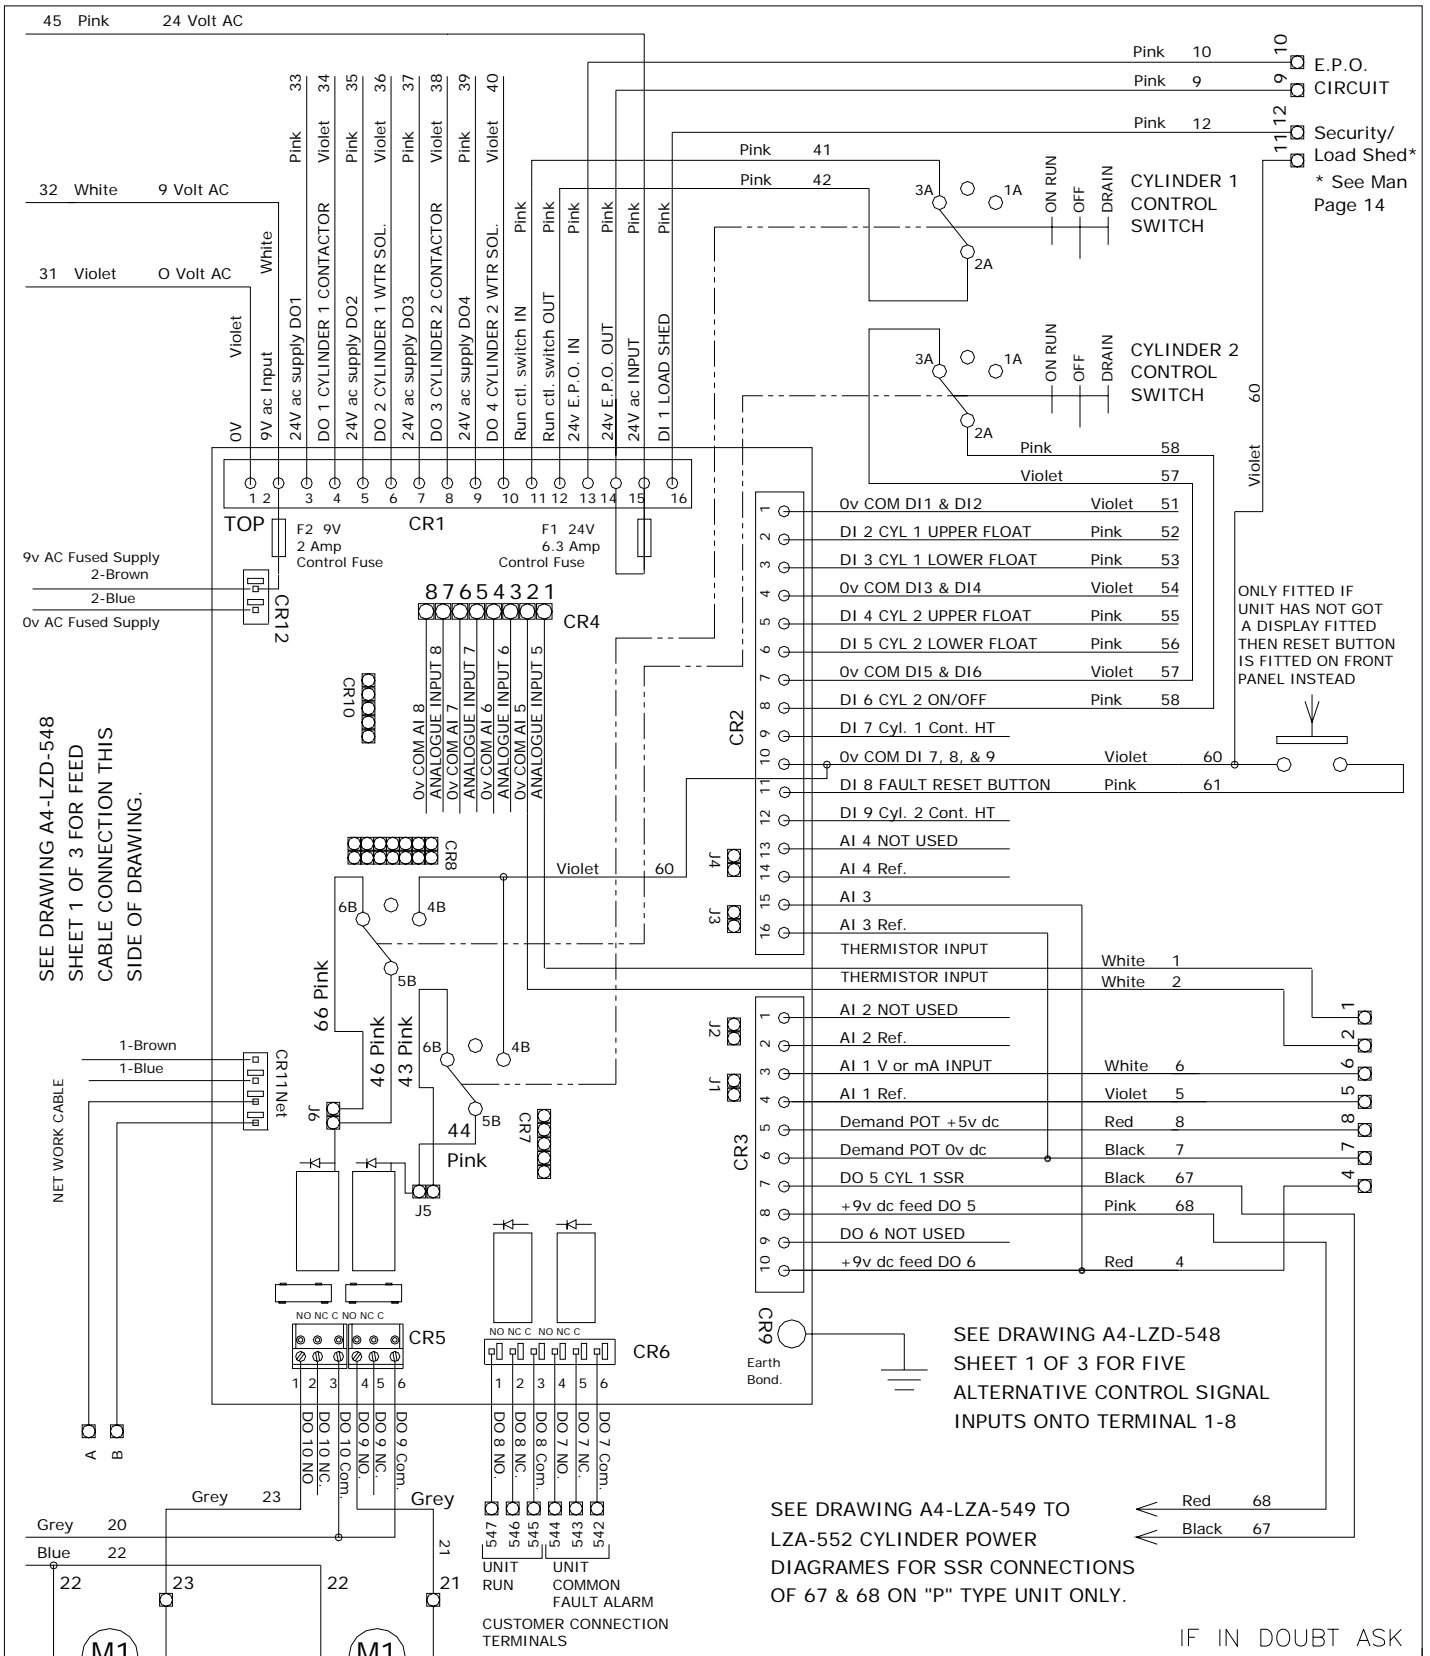 45 Pink 24 Volt AC
Pink 10
10
E.P.O.
Pink 9
9
CIRCUIT
Pink 12
12
11
Security/
Load Shed*
* See Man
Page 14
Pink 41
Pink 42
32 White 9 Volt AC
31 Violet O Volt AC
Violet
White
Pink 33
Violet 34
Pink 35
Violet 36
Pink 37
Violet 38
Pink 39
Violet 40
Pink
Pink
Pink
Pink
Pink
Pink
0V
9V ac Input
24V ac supply DO1
DO 1 CYLINDER 1 CONTACTOR
24V ac supply DO2
DO 2 CYLINDER 1 WTR SOL.
24V ac supply DO3
DO 3 CYLINDER 2 CONTACTOR
24V ac supply DO4
DO 4 CYLINDER 2 WTR SOL.
Run ctl. switch IN
Run ctl. switch OUT
24v E.P.O. IN
24v E.P.O. OUT
24V ac INPUT
DI 1 LOAD SHED
3A 1A
2A
ON RUN
OFF
DRAIN
CYLINDER 1
CONTROL
SWITCH
3A 1A
2A
ON RUN
OFF
DRAIN
CYLINDER 2
CONTROL
SWITCH
Violet 60
Pink 58
Violet 57
1 2 3 4 5 6 7 8 9 10 11 12 13 14 15 16
TOP
CR1
F2 9V
2 Amp
Control Fuse
F1 24V
6.3 Amp
Control Fuse
9v AC Fused Supply
2-Brown
2-Blue
0v AC Fused Supply
CR12
8 7 6 5 4 3 2 1
CR4
0v COM AI 8
ANALOGUE INPUT 8
0v COM AI 7
ANALOGUE INPUT 7
0v COM AI 6
ANALOGUE INPUT 6
0v COM AI 5
ANALOGUE INPUT 5
CR10
CR2
1 0v COM DI1 & DI2 Violet 51
2 DI 2 CYL 1 UPPER FLOAT Pink 52
3 DI 3 CYL 1 LOWER FLOAT Pink 53
4 0v COM DI3 & DI4 Violet 54
5 DI 4 CYL 2 UPPER FLOAT Pink 55
6 DI 5 CYL 2 LOWER FLOAT Pink 56
7 0v COM DI5 & DI6 Violet 57
8 DI 6 CYL 2 ON/OFF Pink 58
9 DI 7 Cyl. 1 Cont. HT
10 0v COM DI 7, 8, & 9 Violet 60
11 DI 8 FAULT RESET BUTTON Pink 61
12 DI 9 Cyl. 2 Cont. HT
13 AI 4 NOT USED
14 AI 4 Ref.
15 AI 3
16 AI 3 Ref.
J4
J3
THERMISTOR INPUT White 1
THERMISTOR INPUT White 2
ONLY FITTED IF
UNIT HAS NOT GOT
A DISPLAY FITTED
THEN RESET BUTTON
IS FITTED ON FRONT
PANEL INSTEAD
SEE DRAWING A4-LZD-548
SHEET 1 OF 3 FOR FEED
CABLE CONNECTION THIS
SIDE OF DRAWING.
CR8
Violet 60
6B 4B
5B
66 Pink
46 Pink
43 Pink
6B 4B
5B
44
Pink
CR7
J6
J5
1-Brown
1-Blue
CR11Net
NET WORK CABLE
A
B
J2
J1
CR3
1 AI 2 NOT USED
2 AI 2 Ref.
3 AI 1 V or mA INPUT White 6
4 AI 1 Ref. Violet 5
5 Demand POT +5v dc Red 8
6 Demand POT 0v dc Black 7
7 DO 5 CYL 1 SSR Black 67
8 +9v dc feed DO 5 Pink 68
9 DO 6 NOT USED
10 +9v dc feed DO 6 Red 4
1
2
6
5
8
7
4
CR9
Earth
Bond.
NO NC C NO NC C
CR5
1 2 3 4 5 6
DO 10 NO
DO 10 NC.
DO 10 Com.
DO 9 NO.
DO 9 NC.
DO 9 Com.
NO NC C NO NC C
CR6
1 2 3 4 5 6
DO 8 NO.
DO 8 NC.
DO 8 Com.
DO 7 NO.
DO 7 NC.
DO 7 Com.
547 546 545 544 543 542
UNIT
RUN
UNIT
COMMON
FAULT ALARM
CUSTOMER CONNECTION
TERMINALS
SEE DRAWING A4-LZD-548
SHEET 1 OF 3 FOR FIVE
ALTERNATIVE CONTROL SIGNAL
INPUTS ONTO TERMINAL 1-8
SEE DRAWING A4-LZA-549 TO
LZA-552 CYLINDER POWER
DIAGRAMES FOR SSR CONNECTIONS
OF 67 & 68 ON "P" TYPE UNIT ONLY.
Red 68
Black 67
Grey 23
Grey
21
Grey 20
Blue 22
22 23 22 21
M1 M1
IF IN DOUBT ASK